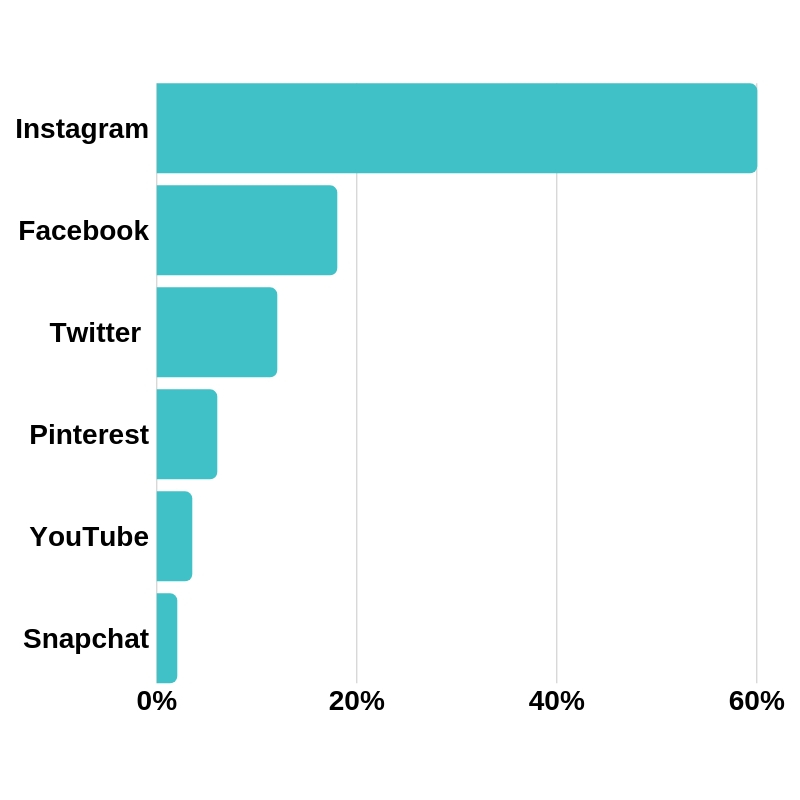 Instagram
Facebook
Twitter
Pinterest
YouTube
Snapchat
0% 20% 40% 60%